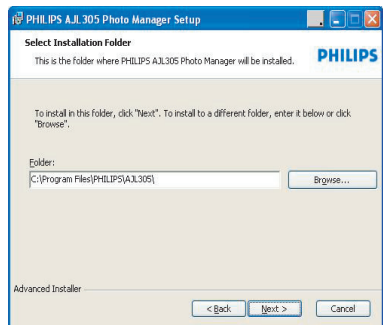 PHILIPS AJL305 Photo Manager Setup
Select Installation Folder
This is the folder where PHILIPS AJL305 Photo Manager will be installed.
PHILIPS
To install in this folder, click "Next". To install to a different folder, enter it below or click
"Browse".
Folder:
C:\Program Files\PHILIPS\AJL305\
Browse...
Advanced Installer
< Back
Next >
Cancel